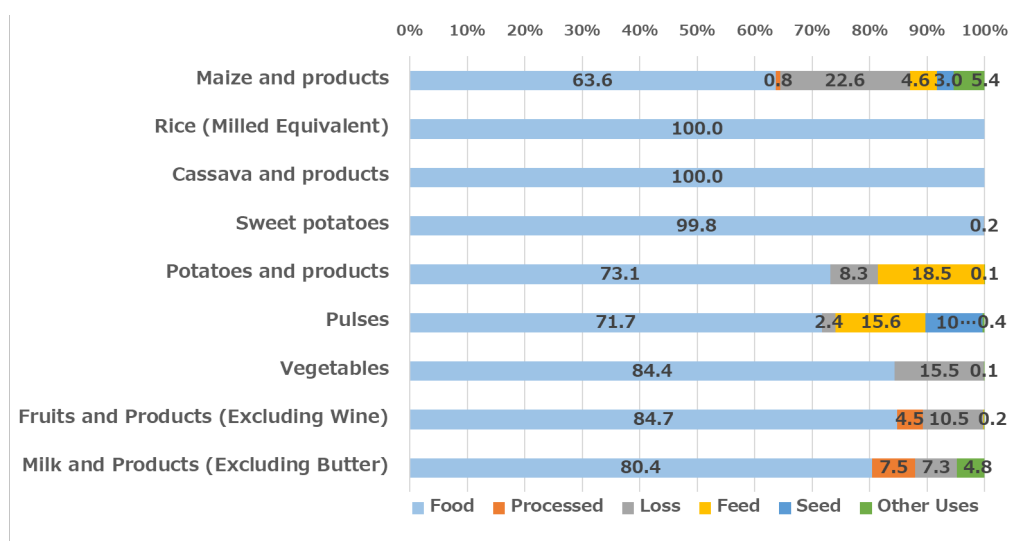 0% 10% 20% 30% 40% 50% 60% 70% 80% 90% 100%
Maize and products 63.6 0.8 22.6 4.6 3.0 5.4
Rice (Milled Equivalent) 100.0
Cassava and products 100.0
Sweet potatoes 99.8 0.2
Potatoes and products 73.1 8.3 18.5 0.1
Pulses 71.7 2.4 15.6 10… 0.4
Vegetables 84.4 15.5 0.1
Fruits and Products (Excluding Wine) 84.7 4.5 10.5 0.2
Milk and Products (Excluding Butter) 80.4 7.5 7.3 4.8
Food Processed Loss Feed Seed Other Uses